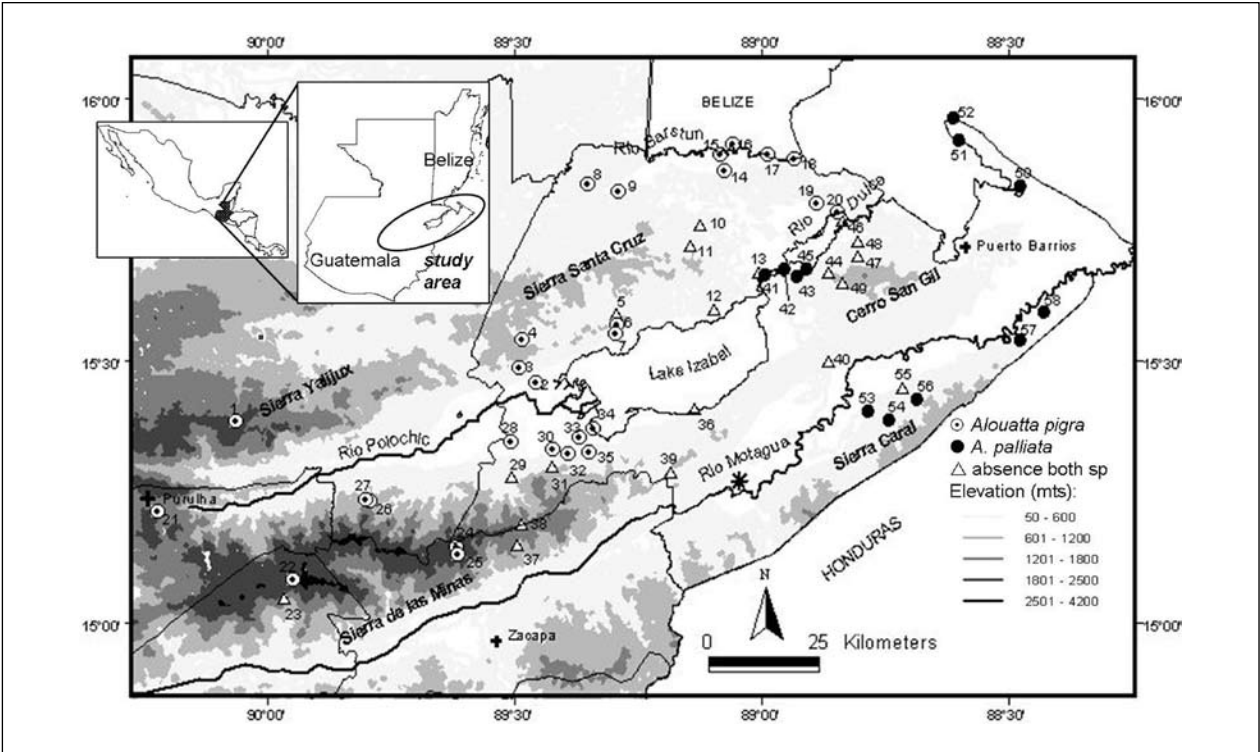 90°00'
89°30'
89°00'
88°30'
16°00'
16°00'
15°30'
15°30'
15°00'
15°00'
90°00'
89°30'
89°00'
88°30'
BELIZE
Belize
Guatemala
study
area
Río Sarstun
52
51
50
15
16
17
18
14
8
9
19
20
Rio Dulce
10
11
46
48
47
Puerto Barrios
Sierra Santa Cruz
13
45
44
41
42
43
49
Cerro San Gil
5
6
12
4
7
58
57
3
2
Lake Izabel
40
55
56
53
54
Sierra Yalijux
1
36
34
33
Rio Polochic
28
30
35
32
Sierra Caral
29
31
39
Rio Motagua
27
26
Purulha
21
38
37
24
25
22
23
Sierra de las Minas
HONDURAS
Zacapa
Alouatta pigra
A. palliata
absence both sp
Elevation (mts):
50 - 600
601 - 1200
1201 - 1800
1801 - 2500
2501 - 4200
N
0 25 Kilometers